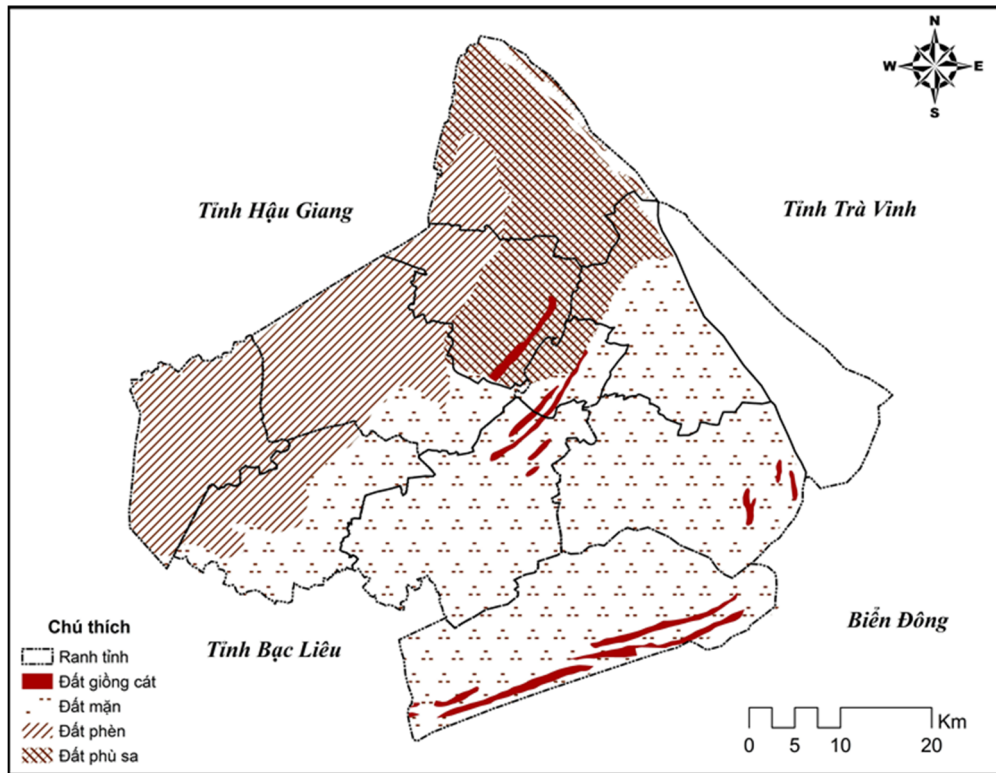 N
W E
S
Tỉnh Hậu Giang
Tỉnh Trà Vinh
Tỉnh Bạc Liêu
Biển Đông
Chú thích
Ranh tỉnh
Đất giồng cát
Đất mặn
Đất phèn
Đất phù sa
Km
0 5 10 20